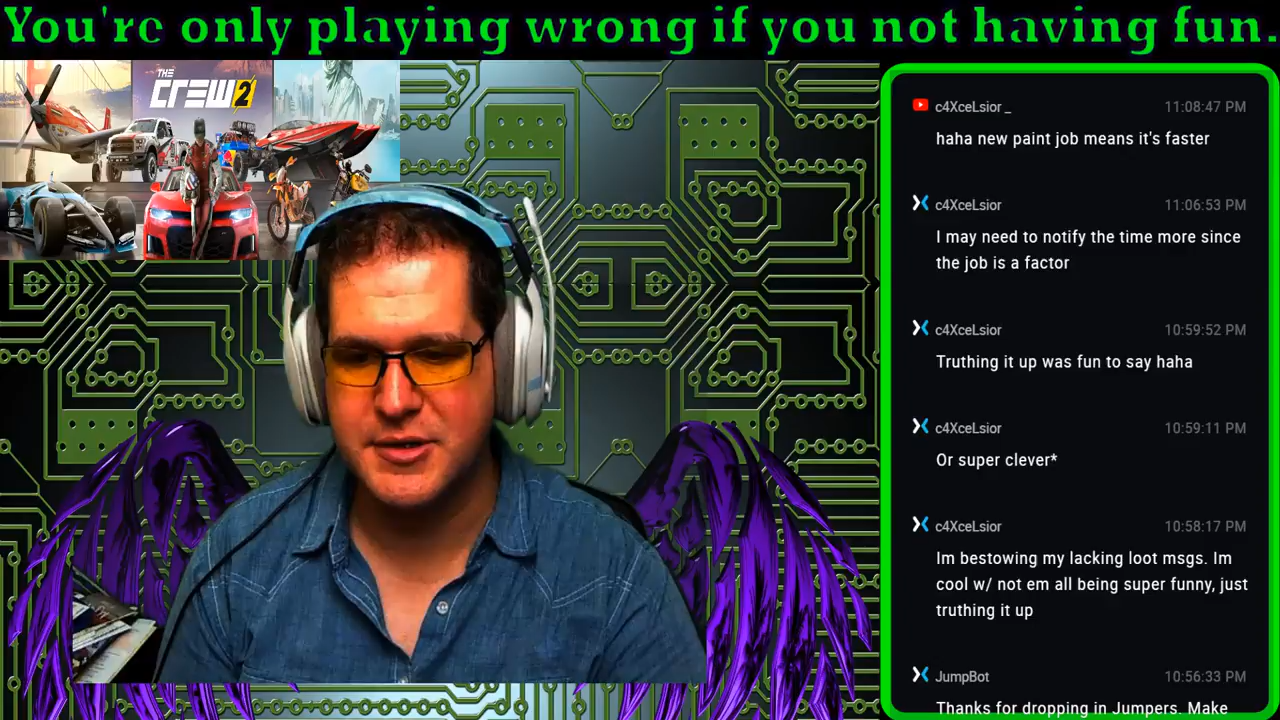 You're only playing wrong if you not having fun.
THE
CREW 2
c4XceLsior _ 11:08:47 PM
haha new paint job means it's faster
c4XceLsior 11:06:53 PM
I may need to notify the time more since
the job is a factor
c4XceLsior 10:59:52 PM
Truthing it up was fun to say haha
c4XceLsior 10:59:11 PM
Or super clever*
c4XceLsior 10:58:17 PM
Im bestowing my lacking loot msgs. Im
cool w/ not em all being super funny, just
truthing it up
JumpBot 10:56:33 PM
Thanks for dropping in Jumpers. Make